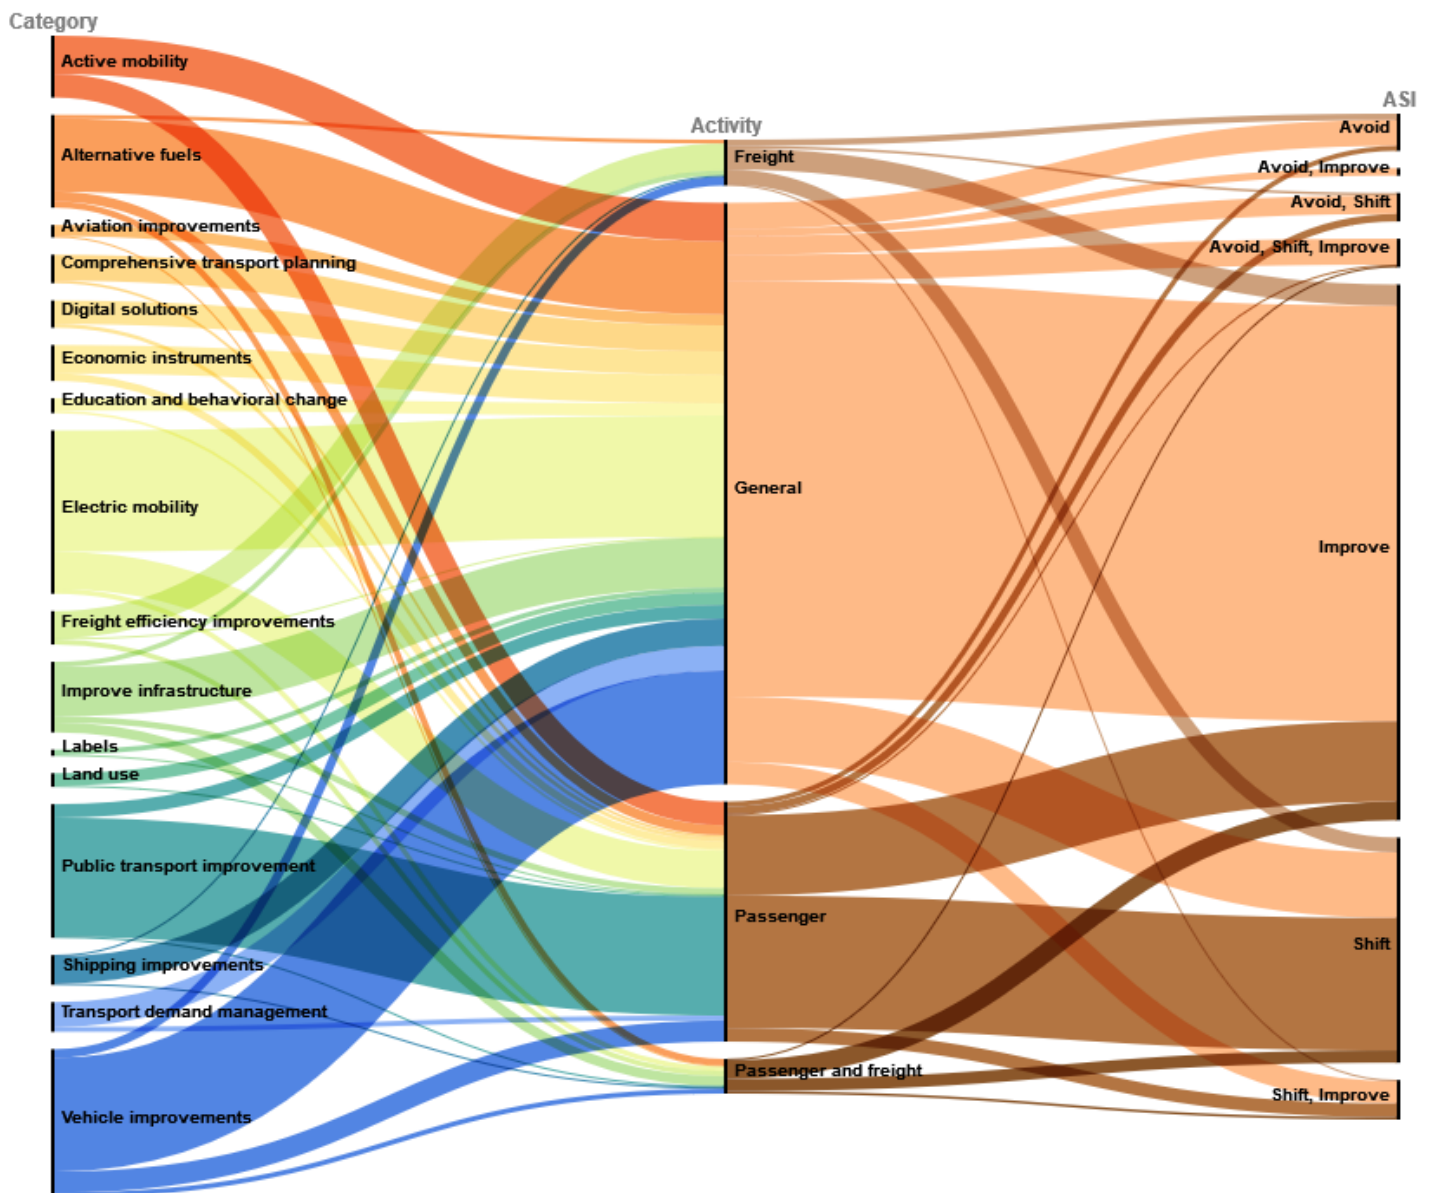 Category
Active mobility
Alternative fuels
Aviation improvements
Comprehensive transport planning
Digital solutions
Economic instruments
Education and behavioral change
Electric mobility
Freight efficiency improvements
Improve infrastructure
Labels
Land use
Public transport improvement
Shipping improvements
Transport demand management
Vehicle improvements
Activity
Freight
General
Passenger
Passenger and freight
ASI
Avoid
Avoid, Improve
Avoid, Shift
Avoid, Shift, Improve
Improve
Shift
Shift, Improve